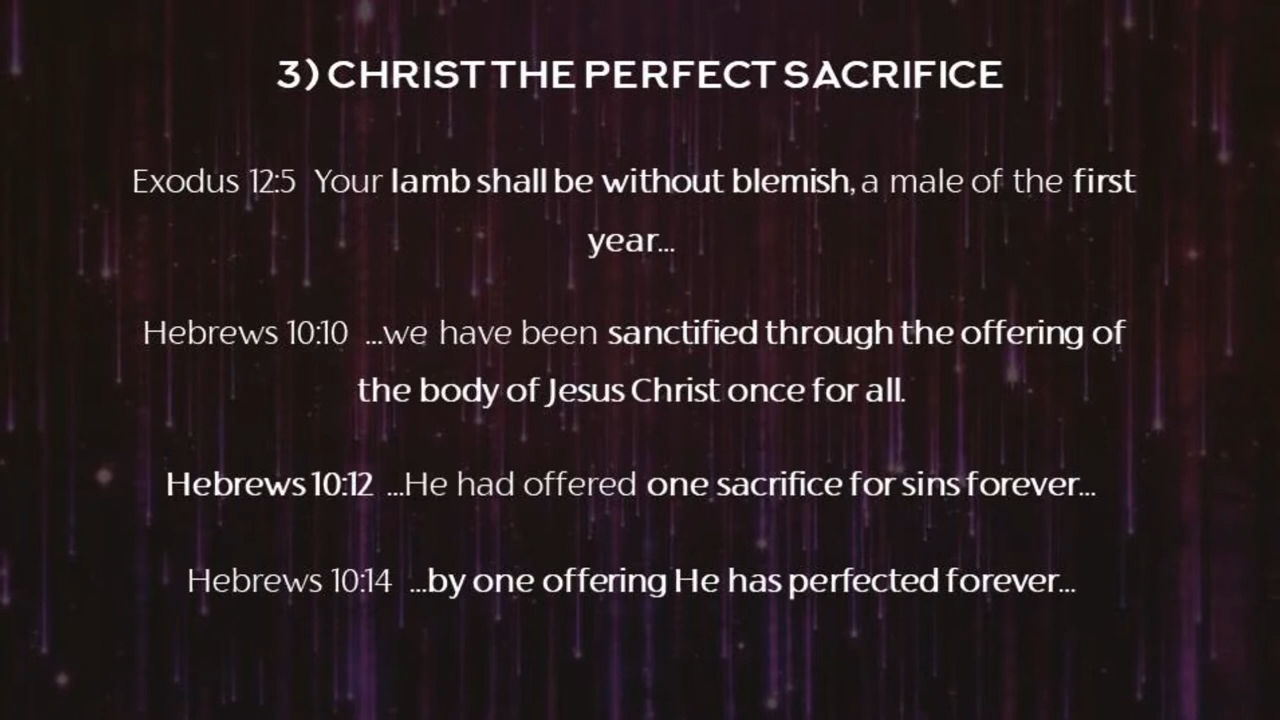 3) CHRIST THE PERFECT SACRIFICE
Exodus 12:5 Your lamb shall be without blemish, a male of the first
year...
Hebrews 10:10 ...we have been sanctified through the offering of
the body of Jesus Christ once for all.
Hebrews 10:12 ...He had offered one sacrifice for sins forever...
Hebrews 10:14 ...by one offering He has perfected forever...